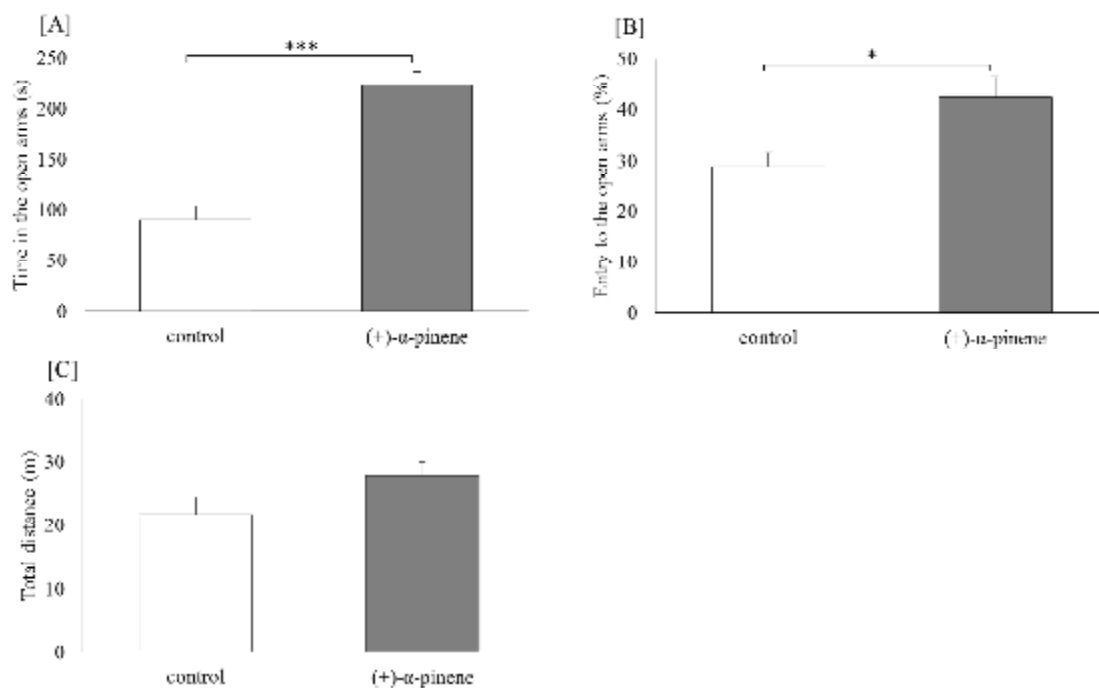 [A]
***
Time in the open arms (s)
250
200
150
100
50
0
control
(+)-α-pinene
[B]
*
Entry to the open arms (%)
50
40
30
20
10
0
control
(+)-α-pinene
[C]
Total distance (m)
40
30
20
10
0
control
(+)-α-pinene